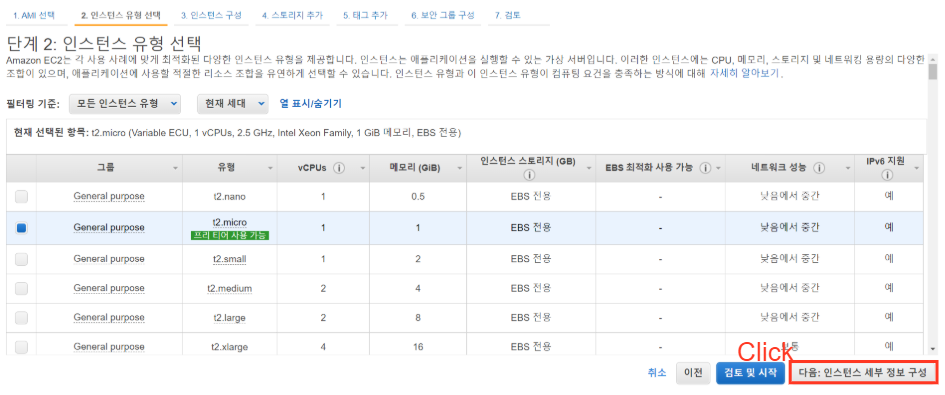 1. AMI 선택 2. 인스턴스 유형 선택 3. 인스턴스 구성 4. 스토리지 추가 5. 태그 추가 6. 보안 그룹 구성 7. 검토
단계 2: 인스턴스 유형 선택
Amazon EC2는 각 사용 사례에 맞게 최적화된 다양한 인스턴스 유형을 제공합니다. 인스턴스는 애플리케이션을 실행할 수 있는 가상 서버입니다. 이러한 인스턴스에는 CPU, 메모리, 스토리지 및 네트워킹 용량의 다양한
조합이 있으며, 애플리케이션에 사용할 적절한 리소스 조합을 유연하게 선택할 수 있습니다. 인스턴스 유형과 이 인스턴스 유형이 컴퓨팅 요건을 충족하는 방식에 대해 자세히 알아보기.
필터링 기준: 모든 인스턴스 유형 현재 세대 열 표시/숨기기
현재 선택된 항목: t2.micro (Variable ECU, 1 vCPUs, 2.5 GHz, Intel Xeon Family, 1 GiB 메모리, EBS 전용)
그룹 유형 vCPUs 메모리 (GiB) 인스턴스 스토리지 (GB) EBS 최적화 사용 가능 네트워크 성능 IPv6 지원
General purpose t2.nano 1 0.5 EBS 전용 - 낮음에서 중간 예
General purpose t2.micro 1 1 EBS 전용 - 낮음에서 중간 예
프리 티어 사용 가능
General purpose t2.small 1 2 EBS 전용 - 낮음에서 중간 예
General purpose t2.medium 2 4 EBS 전용 - 낮음에서 중간 예
General purpose t2.large 2 8 EBS 전용 - 낮음에서 중간 예
General purpose t2.xlarge 4 16 EBS 전용 - 예
Click
취소 이전 검토 및 시작 다음: 인스턴스 세부 정보 구성